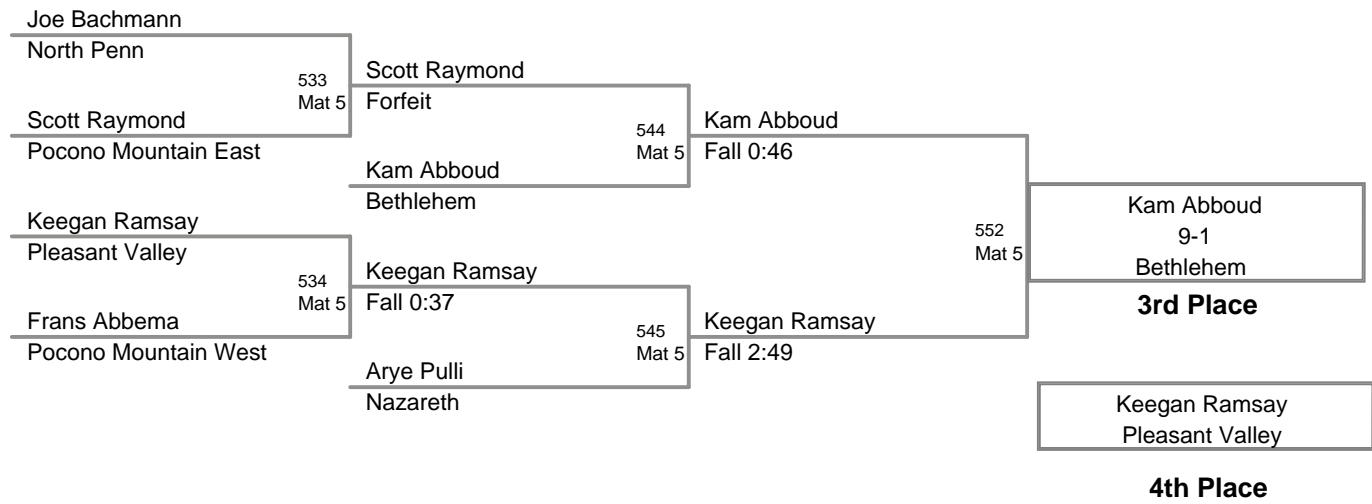 Joe Bachmann
North Penn
533
Mat 5
Scott Raymond
Pocono Mountain East
Scott Raymond
Forfeit
544
Mat 5
Kam Abboud
Bethlehem
Kam Abboud
Fall 0:46
Keegan Ramsay
Pleasant Valley
534
Mat 5
Frans Abbema
Pocono Mountain West
Keegan Ramsay
Fall 0:37
545
Mat 5
Arye Pulli
Nazareth
Keegan Ramsay
Fall 2:49
552
Mat 5
Kam Abboud
9-1
Bethlehem
3rd Place
Keegan Ramsay
Pleasant Valley
4th Place